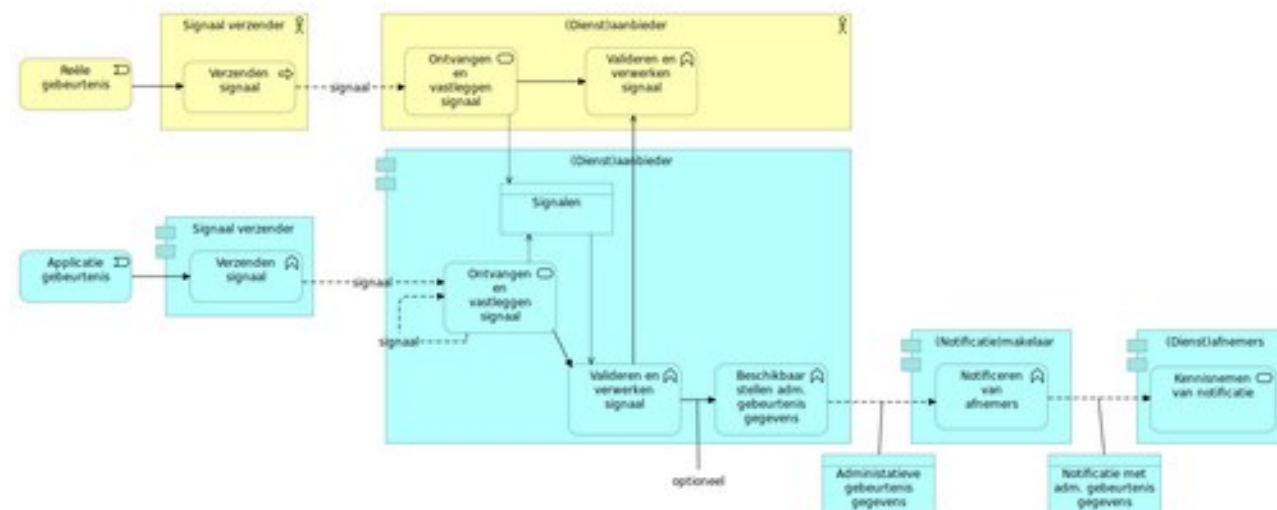 Signaal verzender
(Dienst)aanbieder
Reële
gebeurtenis
Verzenden
signaal
signaal
Ontvangen
en
vastleggen
signaal
Valideren en
verwerken
signaal
(Dienst)aanbieder
Signalen
Signaal verzender
Applicatie
gebeurtenis
Verzenden
signaal
signaal
Ontvangen
en
vastleggen
signaal
signaal
Valideren en
verwerken
signaal
Beschikbaar
stellen adm.
gebeurtenis
gegevens
(Notificatie)makelaar
Notificeren
van
afnemers
(Dienst)afnemers
Kennisnemen
van notificatie
optioneel
Administatieve
gebeurtenis
gegevens
Notificatie met
adm. gebeurtenis
gegevens